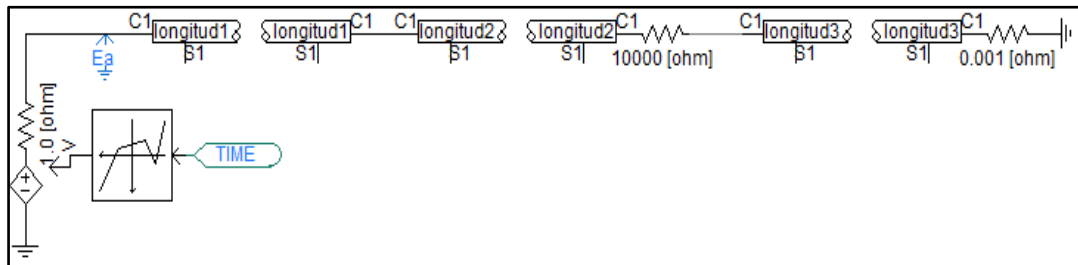 C1 longitud1 S1
longitud1 C1 S1
C1 longitud2 S1
longitud2 C1 S1
10000 [ohm]
C1 longitud3 S1
longitud3 C1 S1
0.001 [ohm]
Ea
1.0 [ohm]
V
+
-
TIME